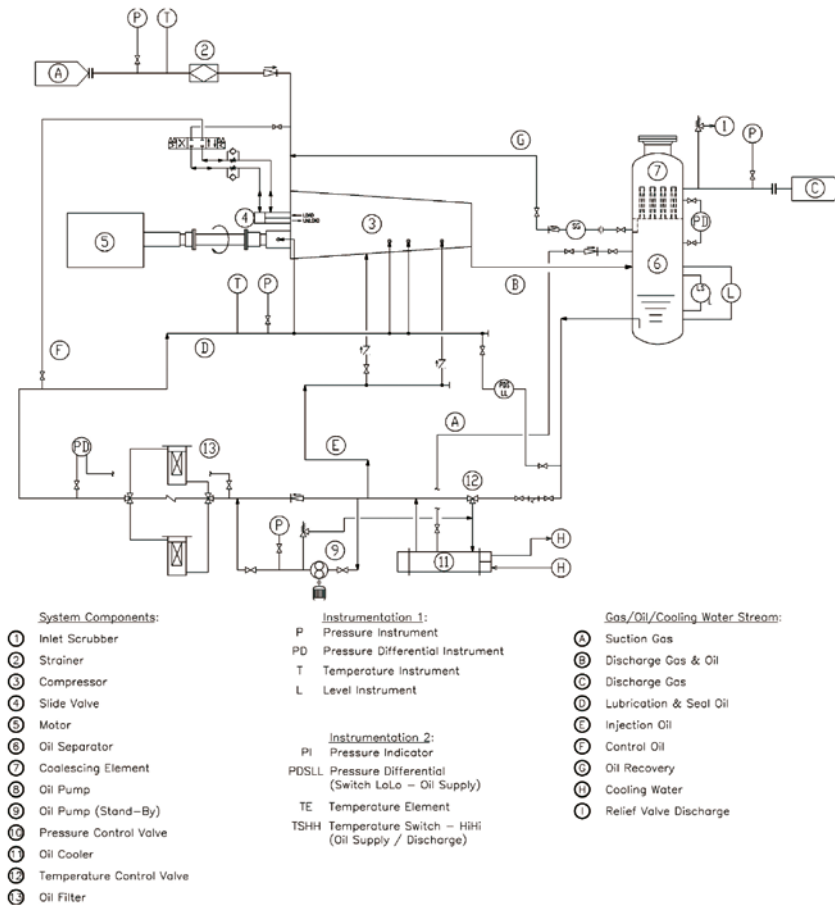 P
T
2
A
I
P
G
7
C
4
LOAD
UNLOAD
3
SG
PD
5
6
B
L
T
P
F
D
PDS
LL
A
PD
13
E
12
P
9
11
H
H
System Components:
1 Inlet Scrubber
2 Strainer
3 Compressor
4 Slide Valve
5 Motor
6 Oil Separator
7 Coalescing Element
8 Oil Pump
9 Oil Pump (Stand-By)
10 Pressure Control Valve
11 Oil Cooler
12 Temperature Control Valve
13 Oil Filter
Instrumentation 1:
P Pressure Instrument
PD Pressure Differential Instrument
T Temperature Instrument
L Level Instrument
Instrumentation 2:
PI Pressure Indicator
PDSLL Pressure Differential
(Switch LoLo - Oil Supply)
TE Temperature Element
TSHH Temperature Switch - HiHi
(Oil Supply / Discharge)
Gas/Oil/Cooling Water Stream:
A Suction Gas
B Discharge Gas & Oil
C Discharge Gas
D Lubrication & Seal Oil
E Injection Oil
F Control Oil
G Oil Recovery
H Cooling Water
I Relief Valve Discharge